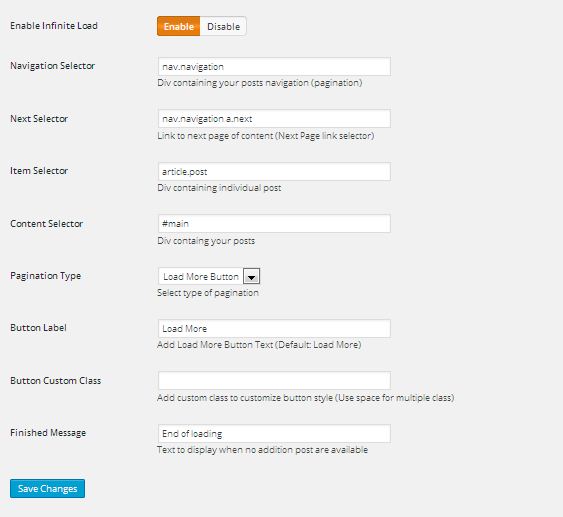 Enable Infinite Load Enable Disable
Navigation Selector nav.navigation
Div containing your posts navigation (pagination)
Next Selector nav.navigation a.next
Link to next page of content (Next Page link selector)
Item Selector article.post
Div containing individual post
Content Selector #main
Div containg your posts
Pagination Type Load More Button
Select type of pagination
Button Label Load More
Add Load More Button Text (Default: Load More)
Button Custom Class
Add custom class to customize button style (Use space for multiple class)
Finished Message End of loading
Text to display when no addition post are available
Save Changes